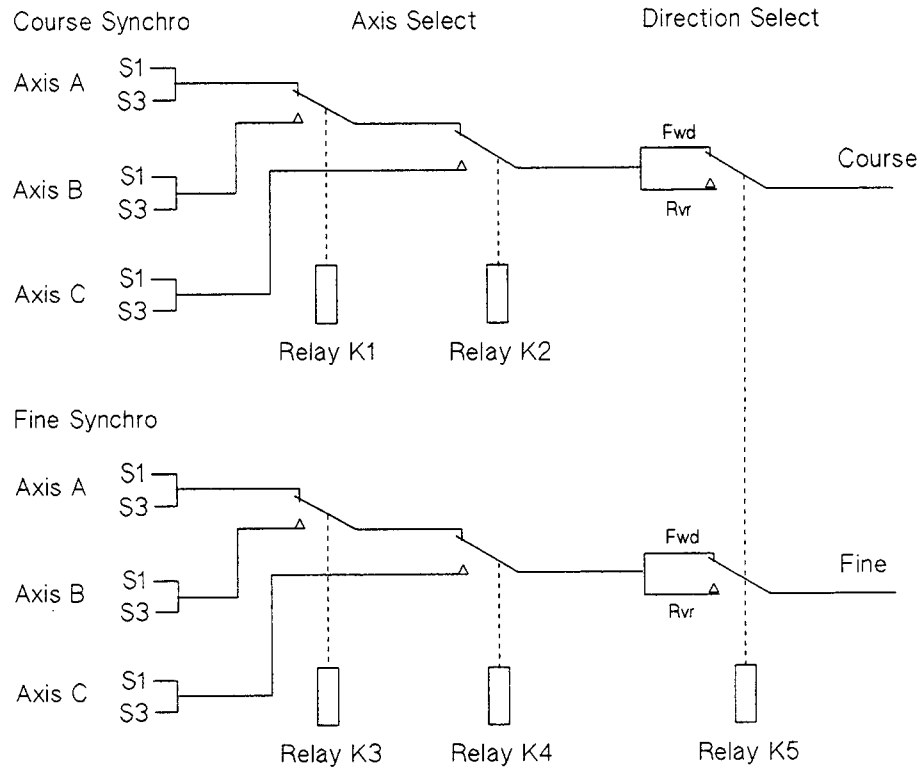 Course Synchro
Axis Select
Direction Select
Axis A
S1
S3
Axis B
S1
S3
Axis C
S1
S3
Fwd
Rvr
Course
Relay K1
Relay K2
Fine Synchro
Axis A
S1
S3
Axis B
S1
S3
Axis C
S1
S3
Fwd
Rvr
Fine
Relay K3
Relay K4
Relay K5